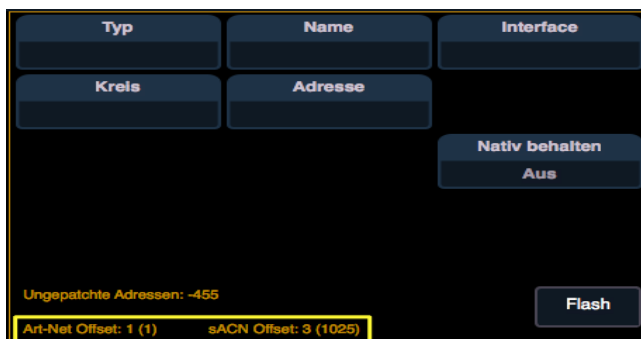 Typ Name Interface
Kreis Adresse
Nativ behalten
Aus
Ungepatchte Adressen: -455
Flash
Art-Net Offset: 1 (1) sACN Offset: 3 (1025)